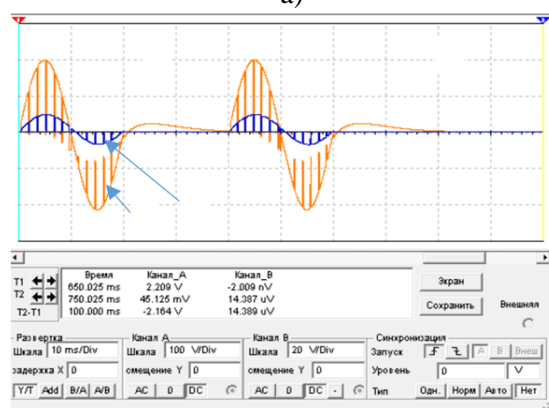 а)
1
2
Время Канал_А Канал_В
T1 650.025 ms 2.209 V -2.009 nV
T2 750.025 ms 45.125 mV 14.387 uV
T2-T1 100.000 ms -2.164 V 14.389 uV
Экран
Сохранить
Внешняя
Развертка
Шкала 10 ms/Div
задержка X 0
Y/T Add B/A A/B
Канал А
Шкала 100 V/Div
смещение Y 0
AC 0 DC
Канал В
Шкала 20 V/Div
смещение Y 0
AC 0 DC -
Синхронизация
Запуск A B Внеш
Уровень 0 V
Тип Одн. Норм Авто Нет